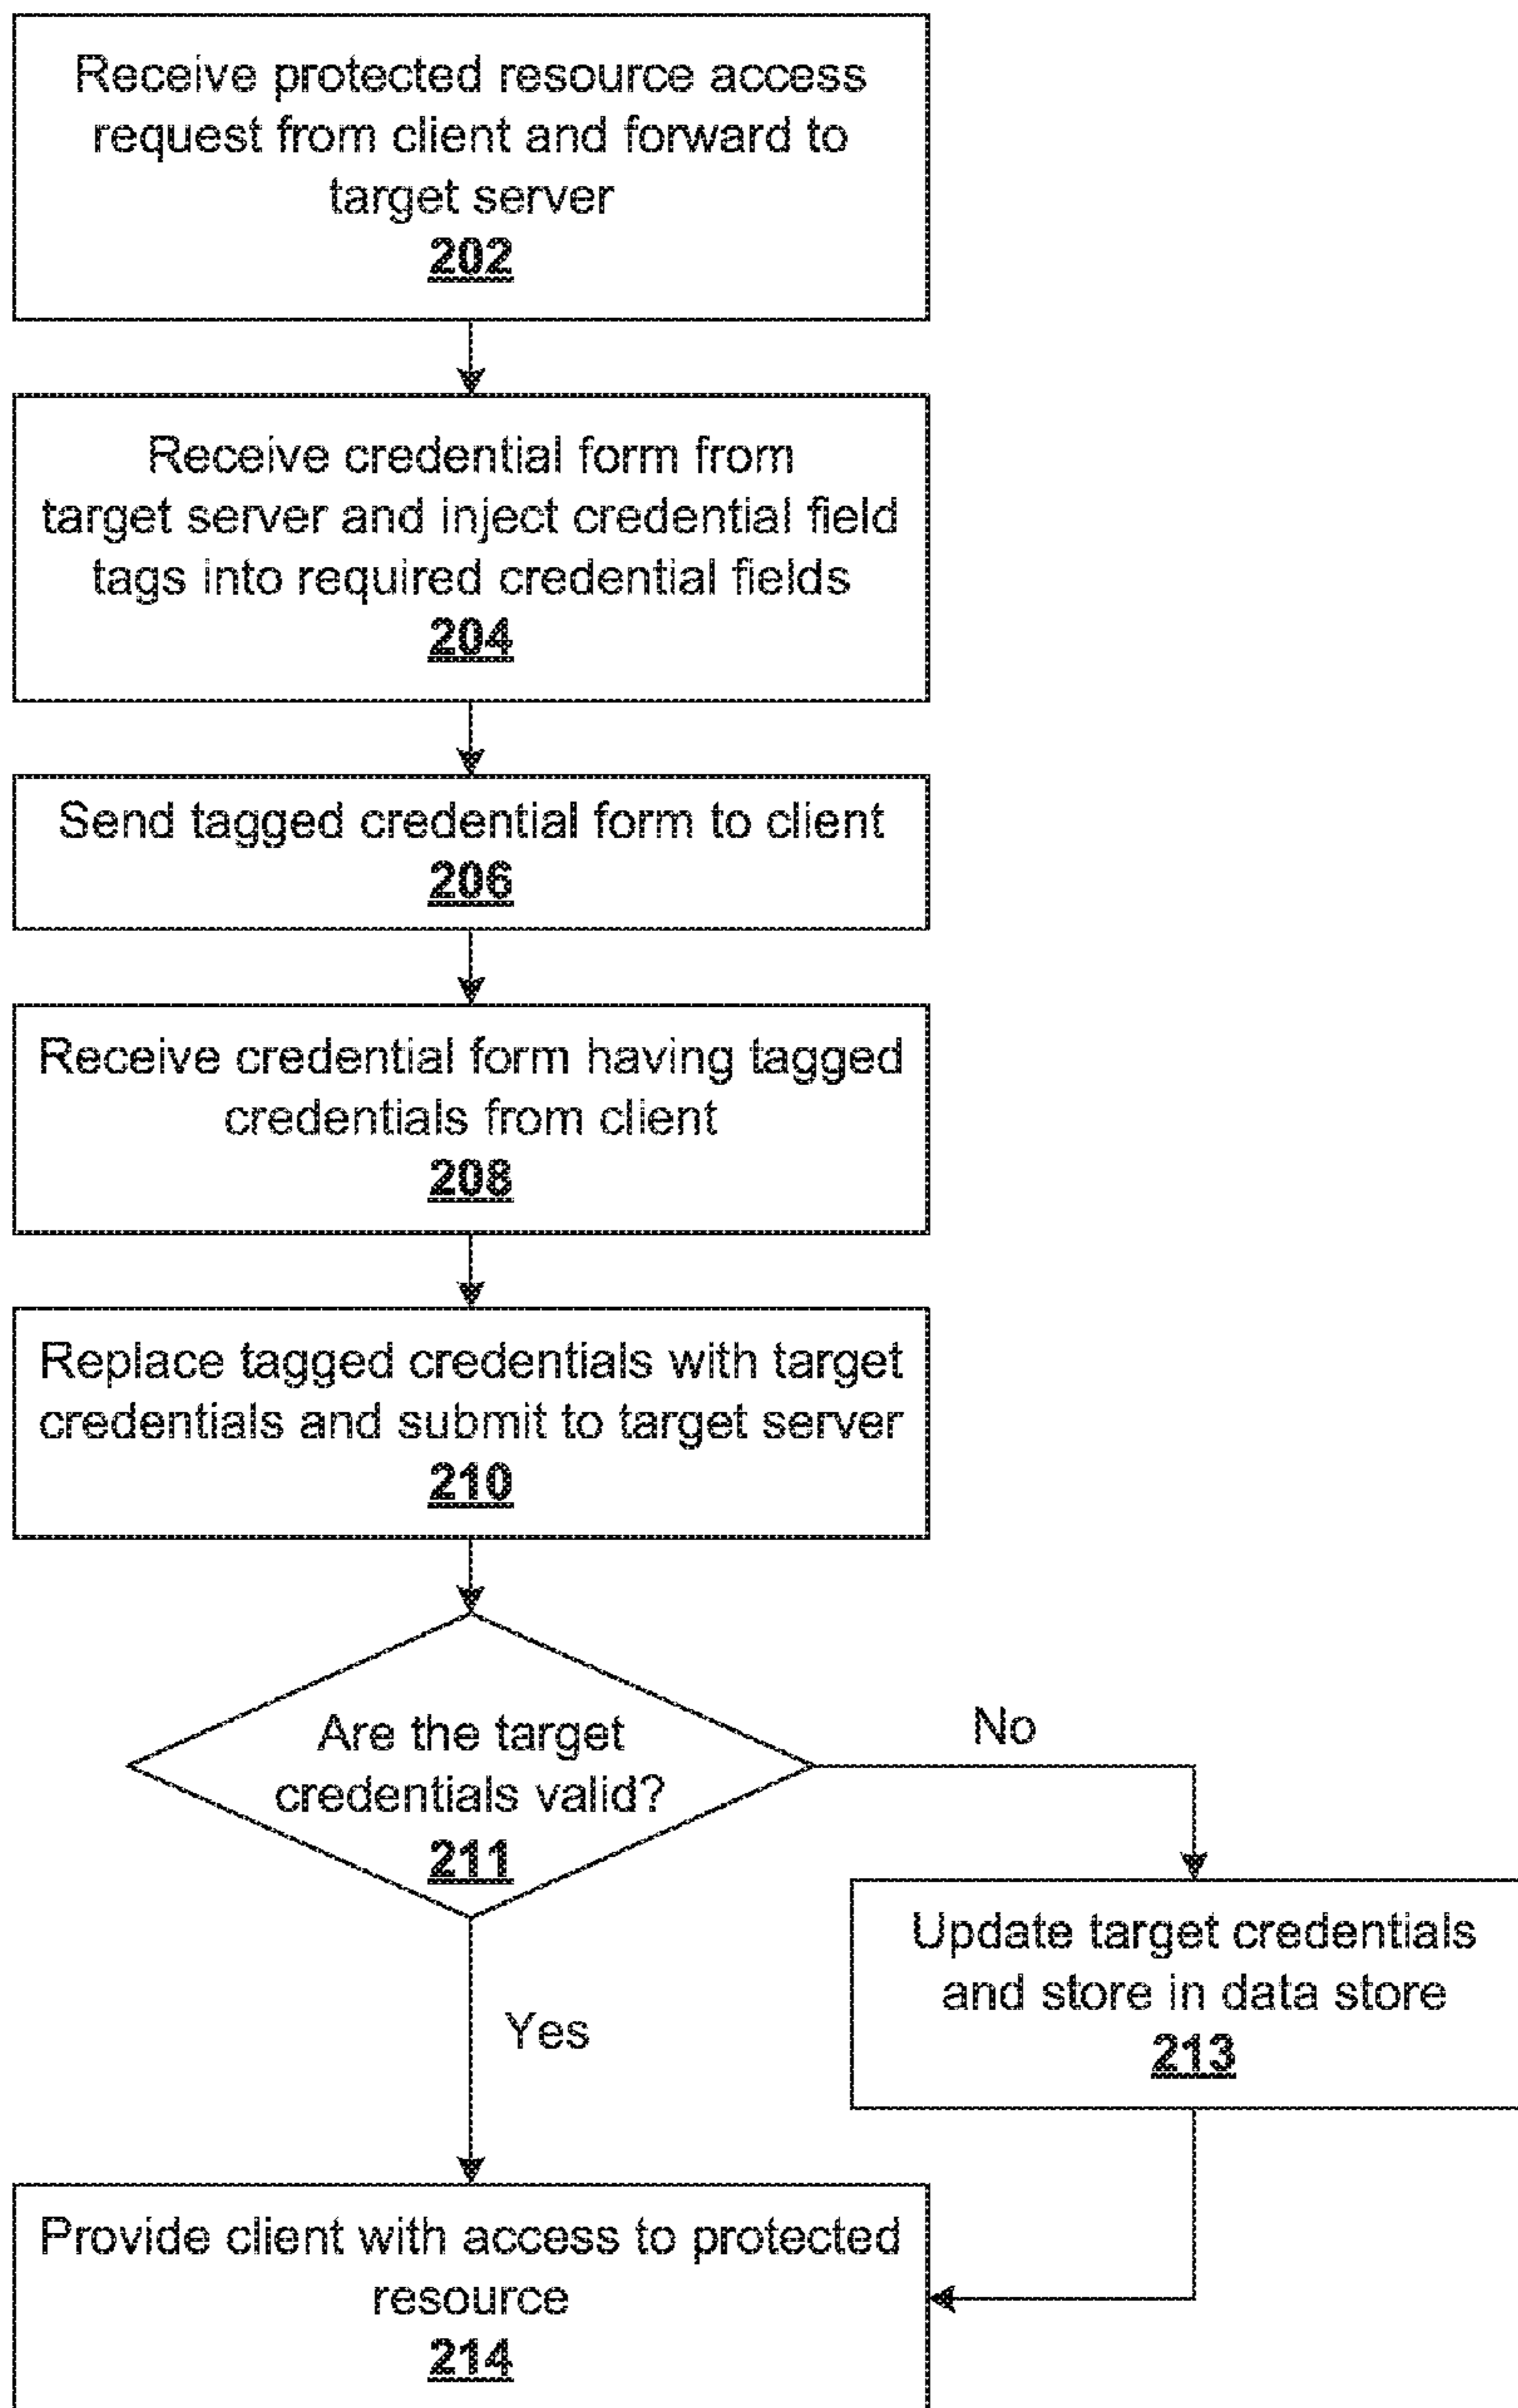 Receive protected resource access
request from client and forward to
target server
202
Receive credential form from
target server and inject credential field
tags into required credential fields
204
Send tagged credential form to client
206
Receive credential form having tagged
credentials from client
208
Replace tagged credentials with target
credentials and submit to target server
210
Are the target
credentials valid?
211
No
Update target credentials
and store in data store
213
Yes
Provide client with access to protected
resource
214